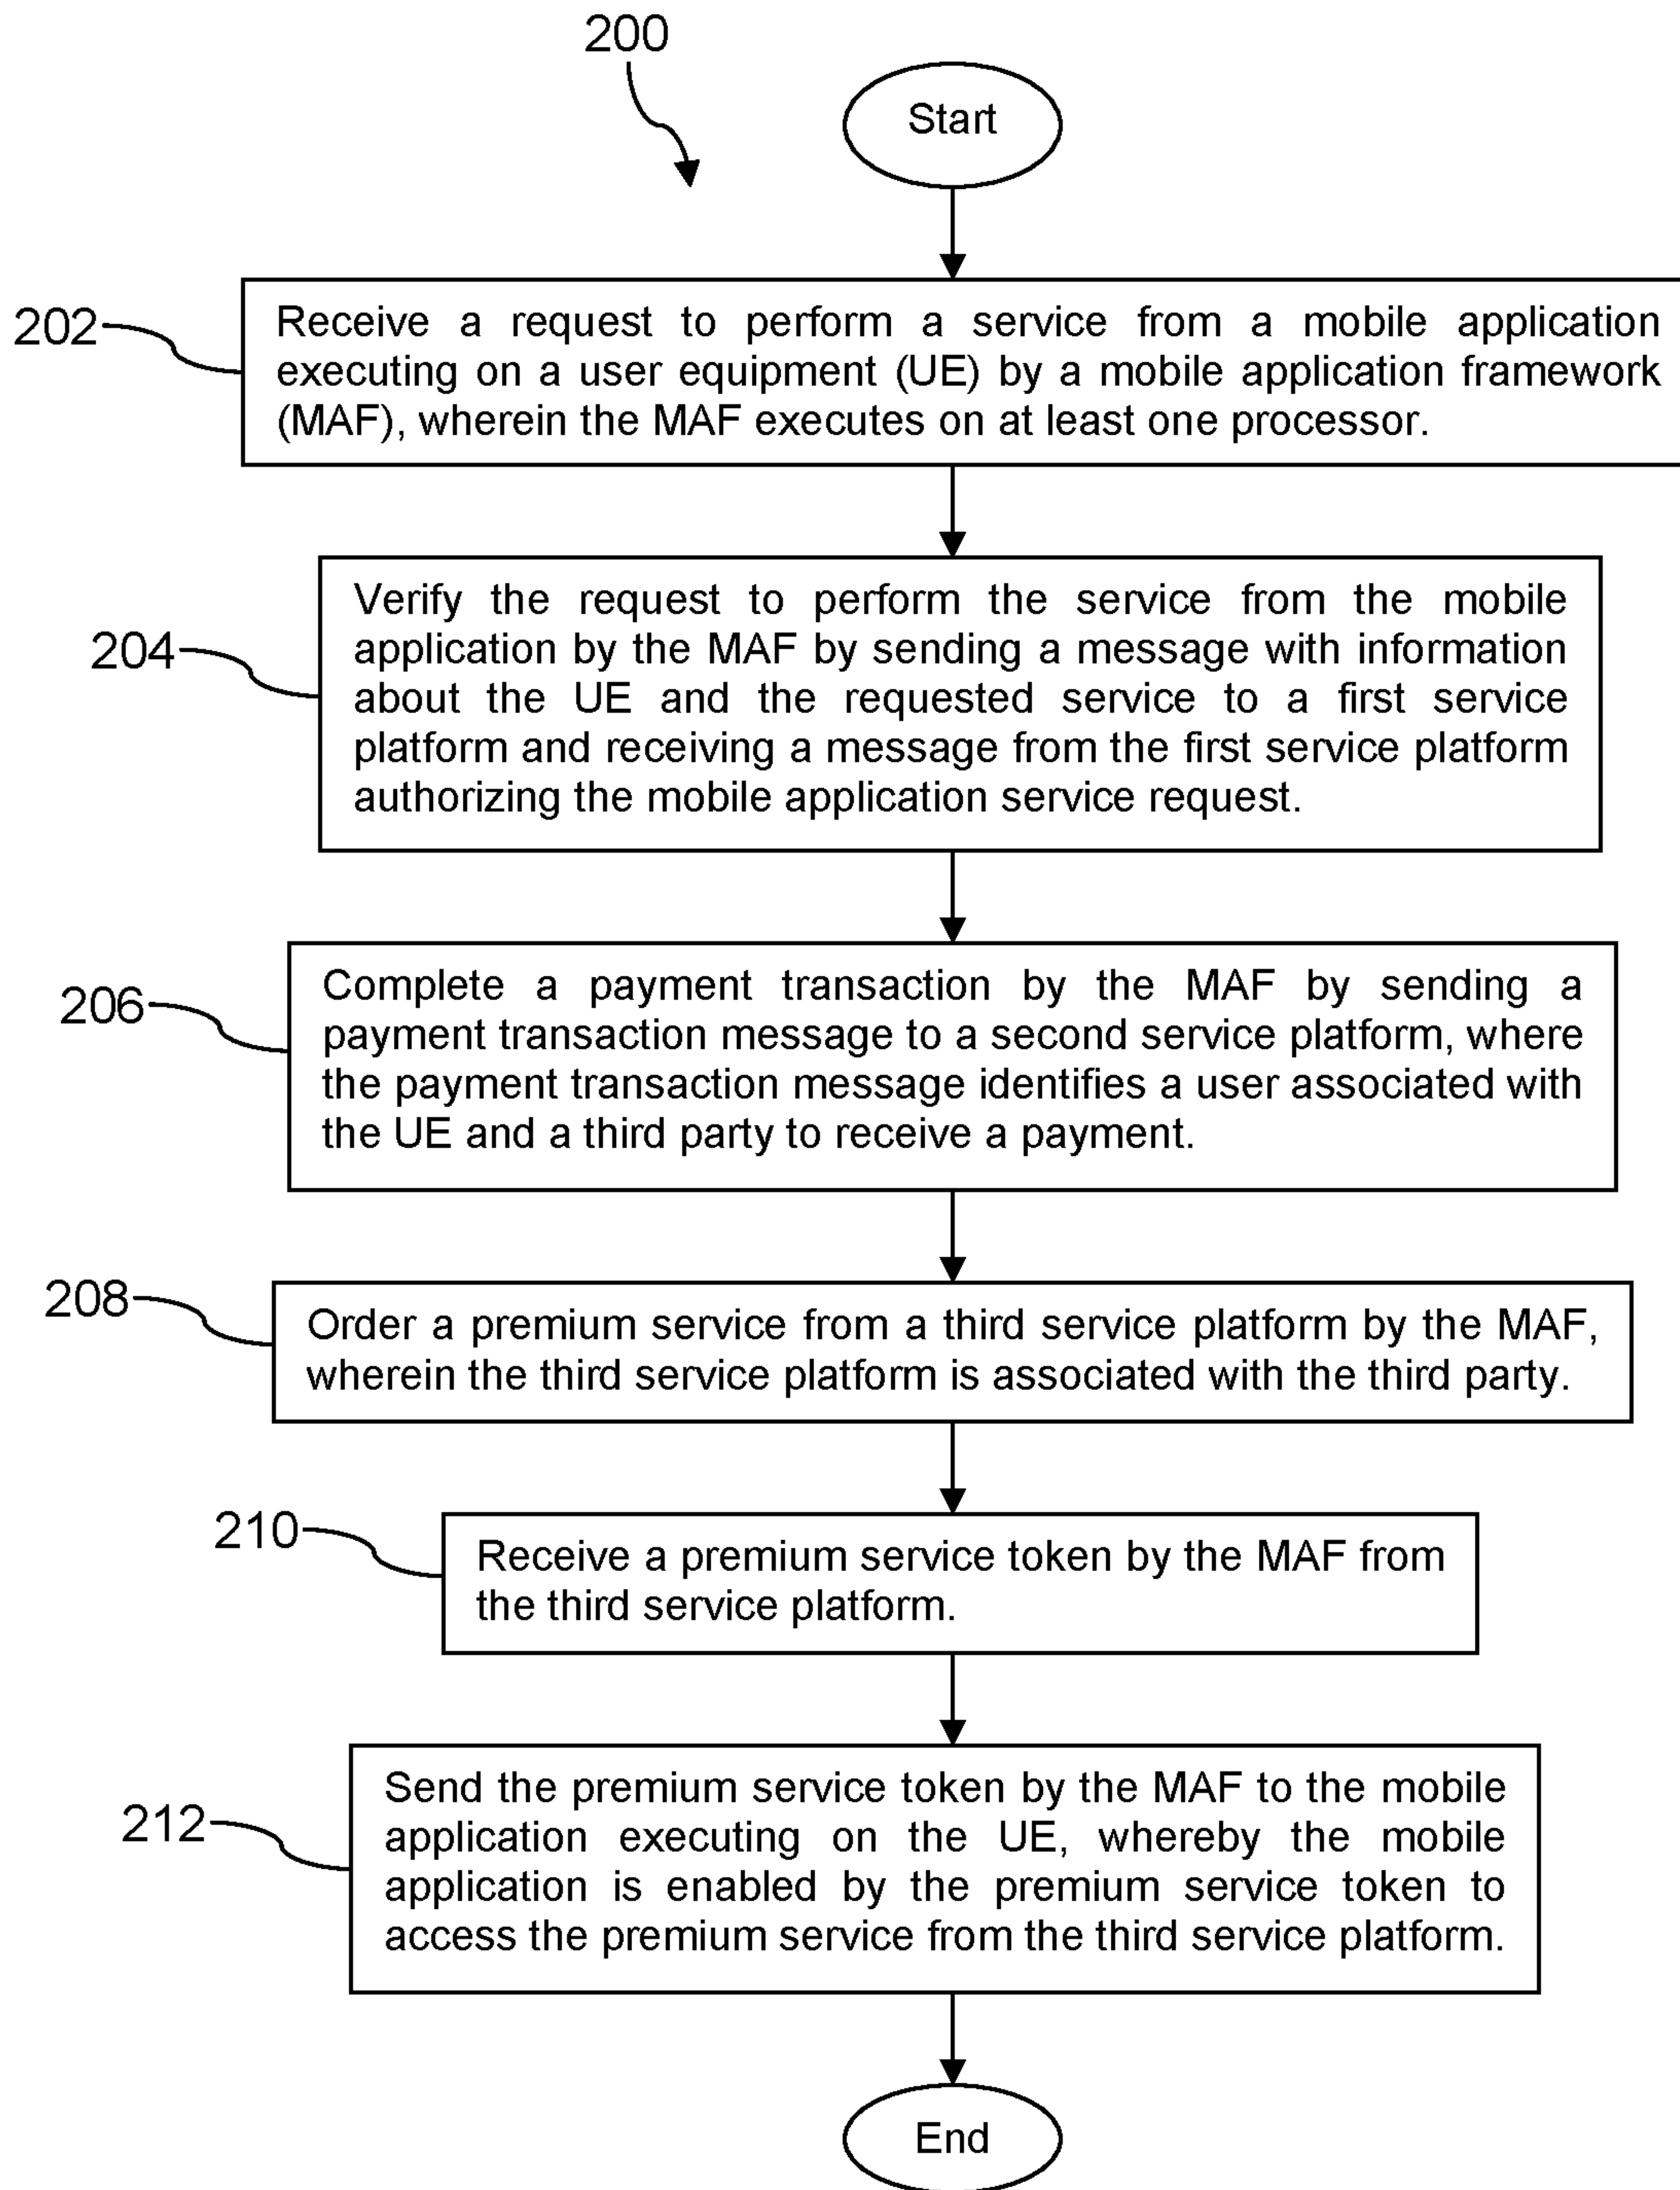 200
Start
202
Receive a request to perform a service from a mobile application
executing on a user equipment (UE) by a mobile application framework
(MAF), wherein the MAF executes on at least one processor.
204
Verify the request to perform the service from the mobile
application by the MAF by sending a message with information
about the UE and the requested service to a first service
platform and receiving a message from the first service platform
authorizing the mobile application service request.
206
Complete a payment transaction by the MAF by sending a
payment transaction message to a second service platform, where
the payment transaction message identifies a user associated with
the UE and a third party to receive a payment.
208
Order a premium service from a third service platform by the MAF,
wherein the third service platform is associated with the third party.
210
Receive a premium service token by the MAF from
the third service platform.
212
Send the premium service token by the MAF to the mobile
application executing on the UE, whereby the mobile
application is enabled by the premium service token to
access the premium service from the third service platform.
End